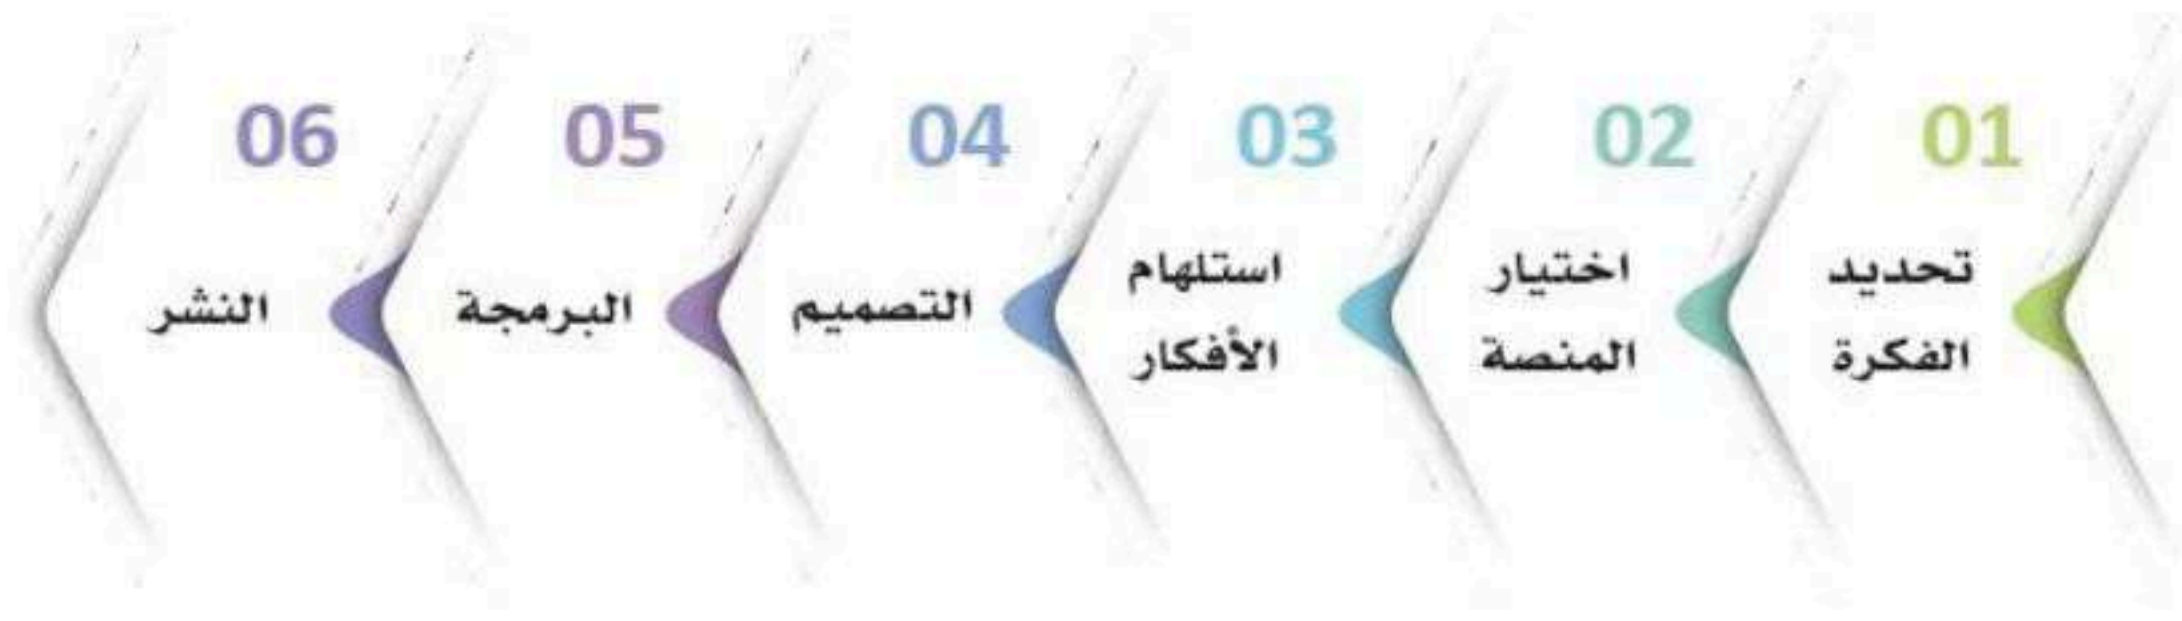 01
تحديد
الفكرة
02
اختيار
المنصة
03
استلهام
الأفكار
04
التصميم
05
البرمجة
06
النشر